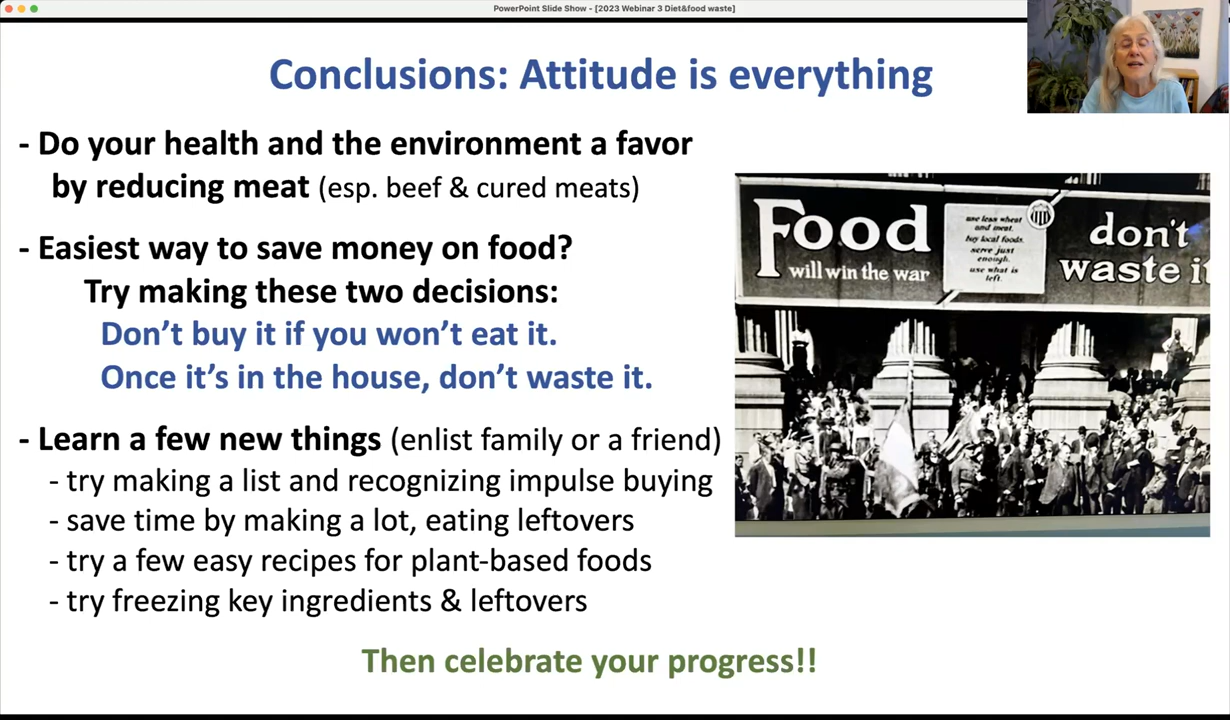 PowerPoint Slide Show - [2023 Webinar 3 Diet&food waste]
Conclusions: Attitude is everything
- Do your health and the environment a favor
by reducing meat (esp. beef & cured meats)
- Easiest way to save money on food?
Try making these two decisions:
Don’t buy it if you won’t eat it.
Once it’s in the house, don’t waste it.
- Learn a few new things (enlist family or a friend)
- try making a list and recognizing impulse buying
- save time by making a lot, eating leftovers
- try a few easy recipes for plant-based foods
- try freezing key ingredients & leftovers
Then celebrate your progress!!
Food
will win the war
use less wheat
and meat.
buy local foods.
serve just
enough.
use what is
left.
don't
waste it